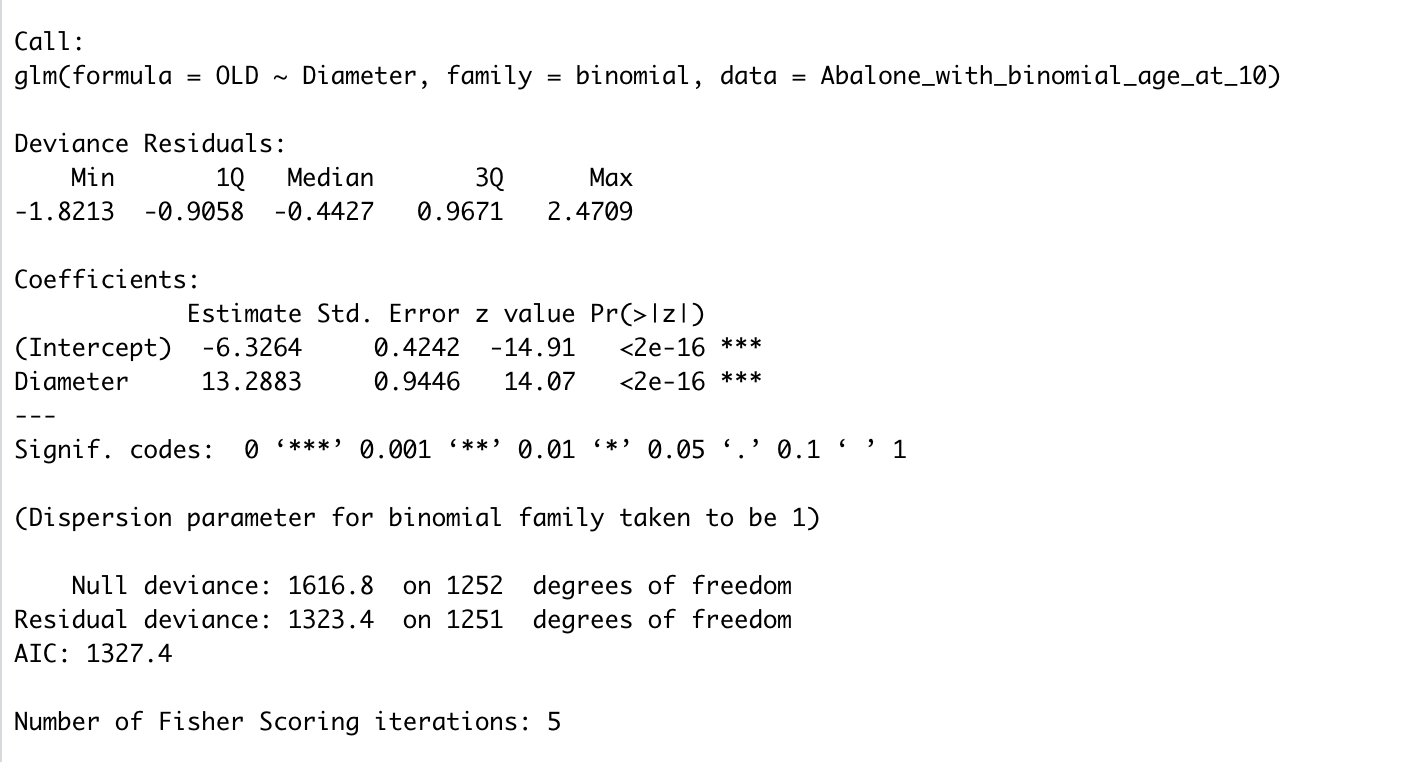 Call:
glm(formula = OLD ~ Diameter, family = binomial, data = Abalone_with_binomial_age_at_10)

Deviance Residuals:
    Min       1Q   Median       3Q      Max
-1.8213  -0.9058  -0.4427   0.9671   2.4709

Coefficients:
            Estimate Std. Error z value Pr(>|z|)
(Intercept)  -6.3264     0.4242  -14.91   <2e-16 ***
Diameter     13.2883     0.9446   14.07   <2e-16 ***
---
Signif. codes:  0 ‘***’ 0.001 ‘**’ 0.01 ‘*’ 0.05 ‘.’ 0.1 ‘ ’ 1

(Dispersion parameter for binomial family taken to be 1)

    Null deviance: 1616.8  on 1252  degrees of freedom
Residual deviance: 1323.4  on 1251  degrees of freedom
AIC: 1327.4

Number of Fisher Scoring iterations: 5